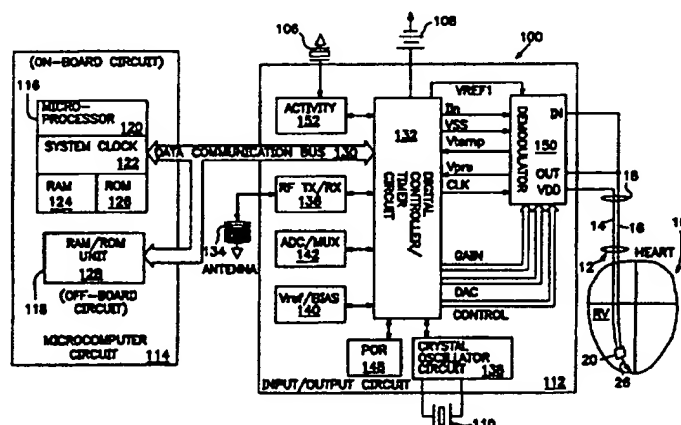 (ON-BOARD CIRCUIT)
116
MICRO-
PROCESSOR
120
SYSTEM CLOCK
122
RAM
124
ROM
126
DATA COMMUNICATION BUS 130
RAM/ROM
UNIT
128
118
(OFF-BOARD
CIRCUIT)
MICROCOMPUTER
CIRCUIT
114
106
108
100
ACTIVITY
152
RF TX/RX
136
134
ANTENNA
ADC/MUX
142
Vref/BIAS
140
132
DIGITAL
CONTROLLER/
TIMER
CIRCUIT
POR
148
CRYSTAL
OSCILLATOR
CIRCUIT
138
INPUT/OUTPUT CIRCUIT
112
110
VREF1
Iin
VSS
Vtemp
Vprs
CLK
GAIN
DAC
CONTROL
DEMODULATOR
150
IN
OUT
VDD
18
14
16
12
HEART
10
RV
20
26